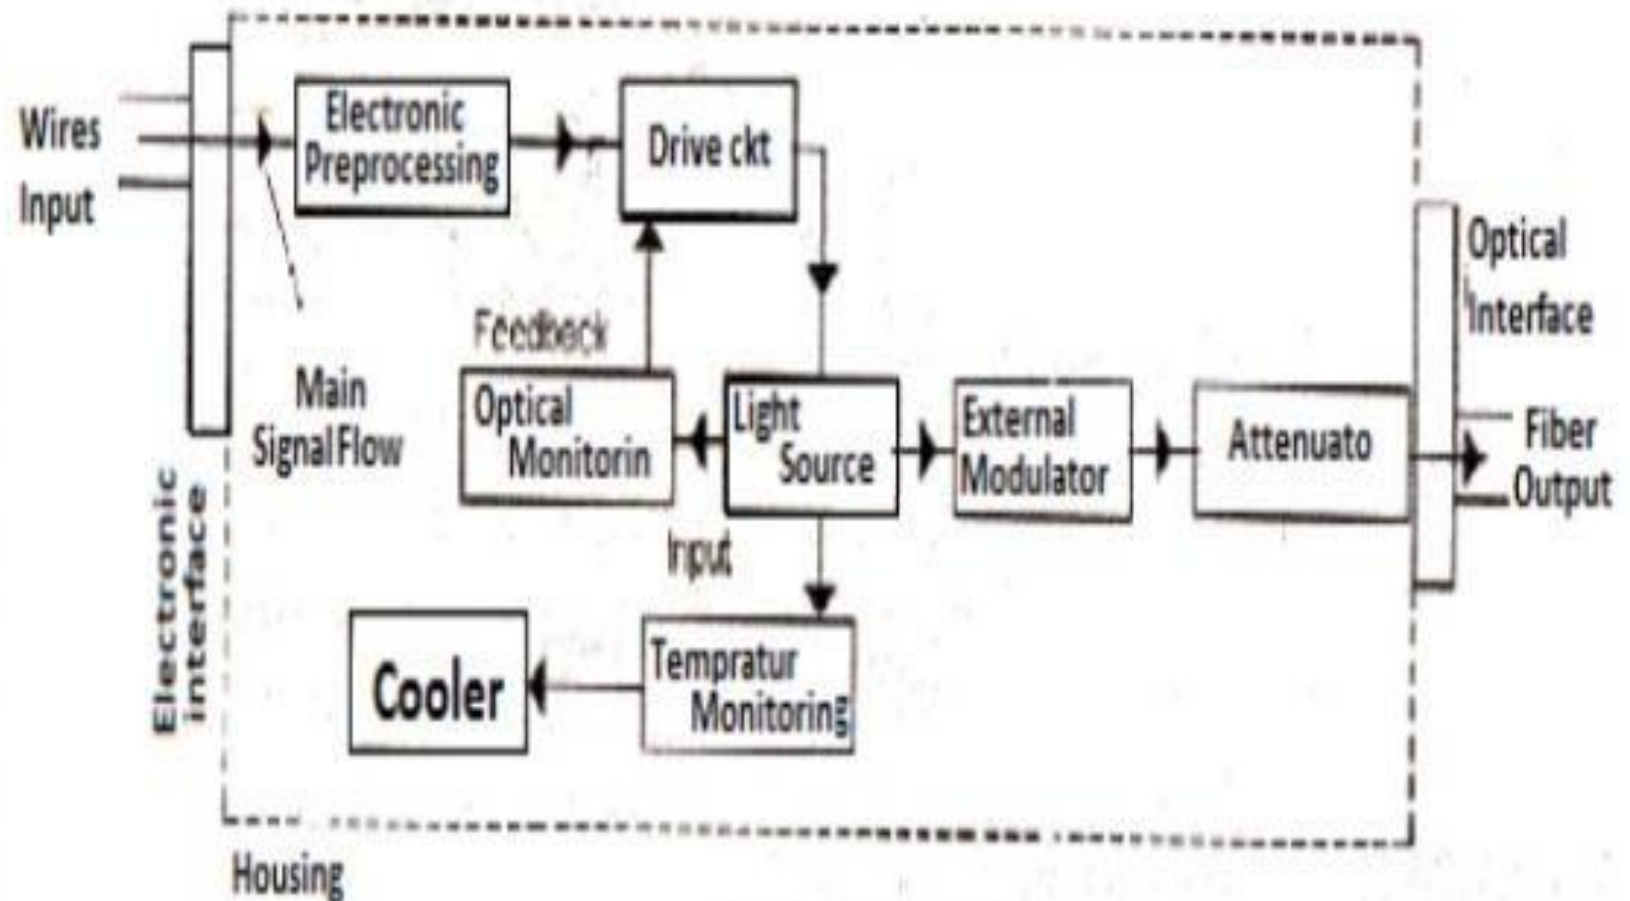 Wires
Input
Electronic
Preprocessing
Drive ckt
Main
Signal Flow
Feedback
Optical
Monitorin
Light
Source
External
Modulator
Attenuato
Optical
Interface
Fiber
Output
Input
Cooler
Tempratur
Monitoring
Electronic
interface
Housing